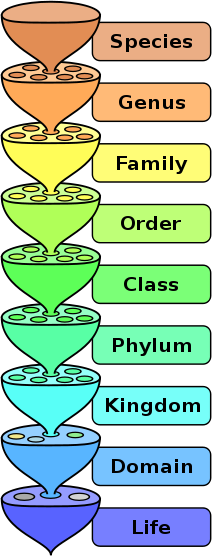 Species
Genus
Family
Order
Class
Phylum
Kingdom
Domain
Life